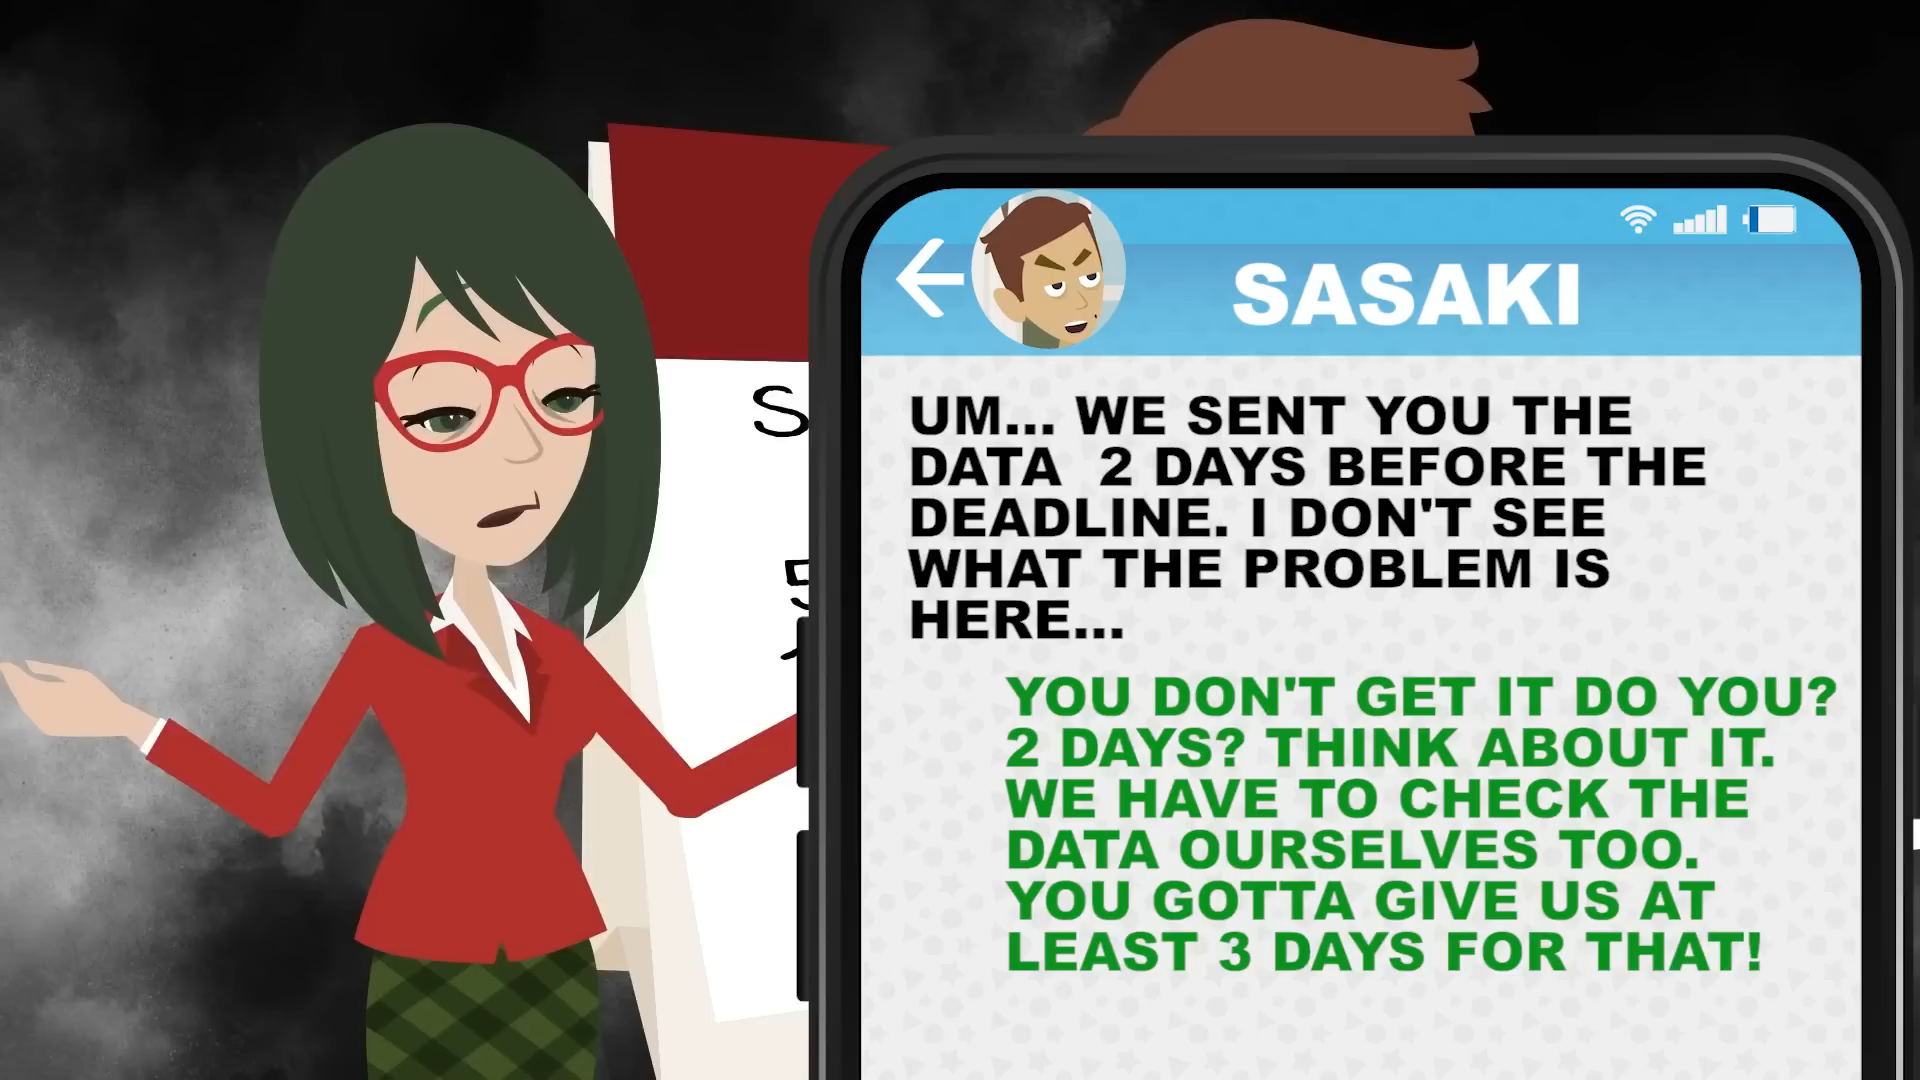 SASAKI
UM... WE SENT YOU THE
DATA  2 DAYS BEFORE THE
DEADLINE. I DON'T SEE
WHAT THE PROBLEM IS
HERE...
YOU DON'T GET IT DO YOU?
2 DAYS? THINK ABOUT IT.
WE HAVE TO CHECK THE
DATA OURSELVES TOO.
YOU GOTTA GIVE US AT
LEAST 3 DAYS FOR THAT!